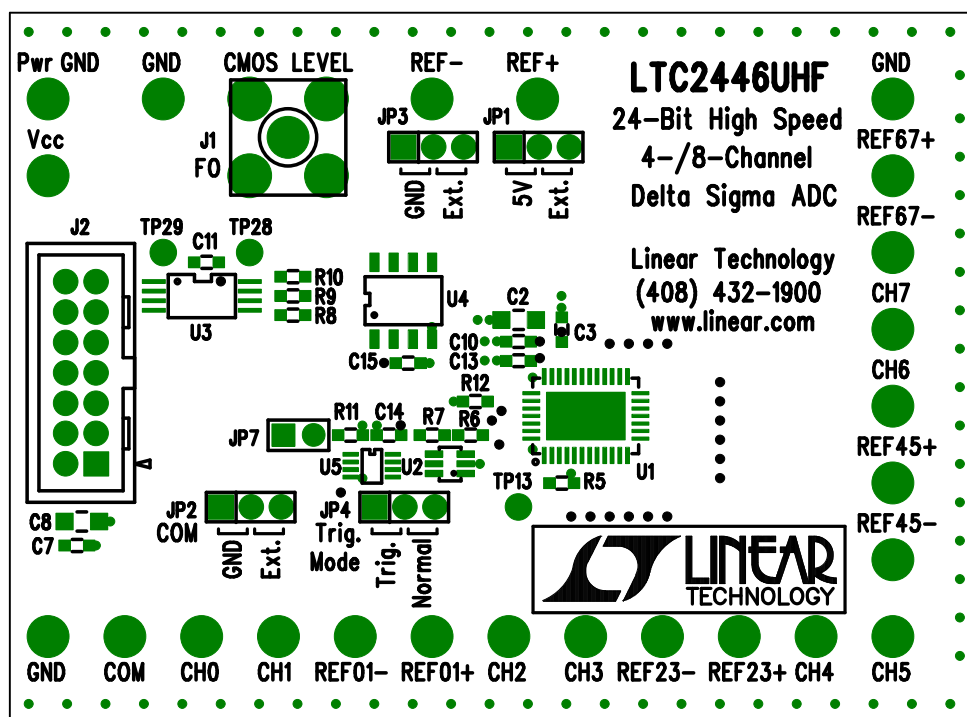 Pwr GND
GND
CMOS LEVEL
REF-
REF+
LTC2446UHF
GND
Vcc
J1
FO
JP3
JP1
24-Bit High Speed
4-/8-Channel
Delta Sigma ADC
REF67+
GND
Ext.
5V
Ext.
REF67-
J2
TP29
C11
TP28
R10
R9
R8
U3
U4
C2
C3
C10
C13
C15
Linear Technology
(408) 432-1900
www.linear.com
CH7
CH6
R12
R11
C14
R7
R6
JP7
U5
U2
U1
TP13
R5
REF45+
REF45-
C8
C7
JP2
COM
GND
Ext.
JP4
Trig.
Mode
Trig.
Normal
LINEAR
TECHNOLOGY
GND
COM
CH0
CH1
REF01-
REF01+
CH2
CH3
REF23-
REF23+
CH4
CH5